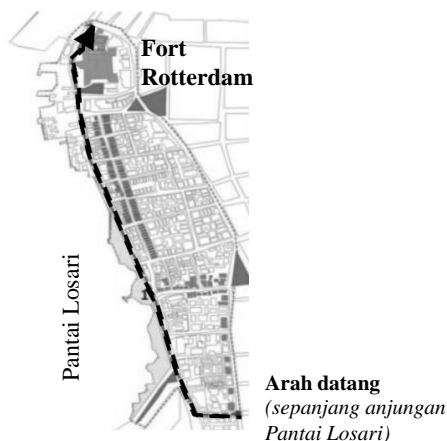 Fort
Rotterdam
Pantai Losari
Arah datang
(sepanjang anjungan
Pantai Losari)